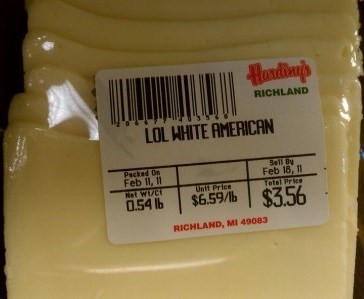 Harding's
RICHLAND
LOL WHITE AMERICAN
Packed On
Feb 11, 11
Sell By
Feb 18, 11
Net Wt/Ct
0.54 lb
Unit Price
$6.59/lb
Total Price
$3.56
RICHLAND, MI 49083